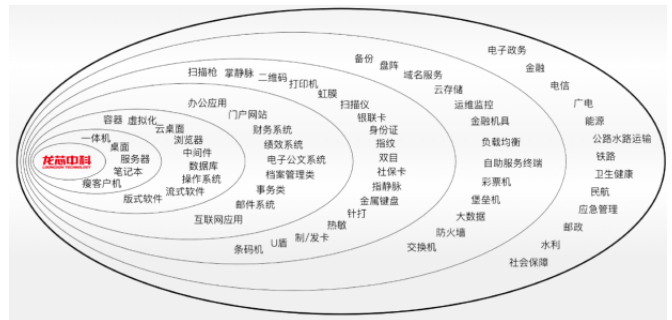 龙芯中科
LOONGSON TECHNOLOGY
一体机
桌面
服务器
笔记本
瘦客户机
容器
虚拟化
云桌面
浏览器
中间件
数据库
操作系统
流式软件
版式软件
办公应用
门户网站
财务系统
绩效系统
电子公文系统
档案管理类
事务类
邮件系统
互联网应用
扫描枪
掌静脉
二维码
打印机
虹膜
扫描仪
银联卡
身份证
指纹
双目
社保卡
指静脉
金属键盘
针打
热敏
制/发卡
U盾
条码机
备份
盘阵
域名服务
云存储
运维监控
金融机具
负载均衡
自助服务终端
彩票机
堡垒机
大数据
防火墙
交换机
电子政务
金融
电信
广电
能源
公路水路运输
铁路
卫生健康
民航
应急管理
邮政
水利
社会保障